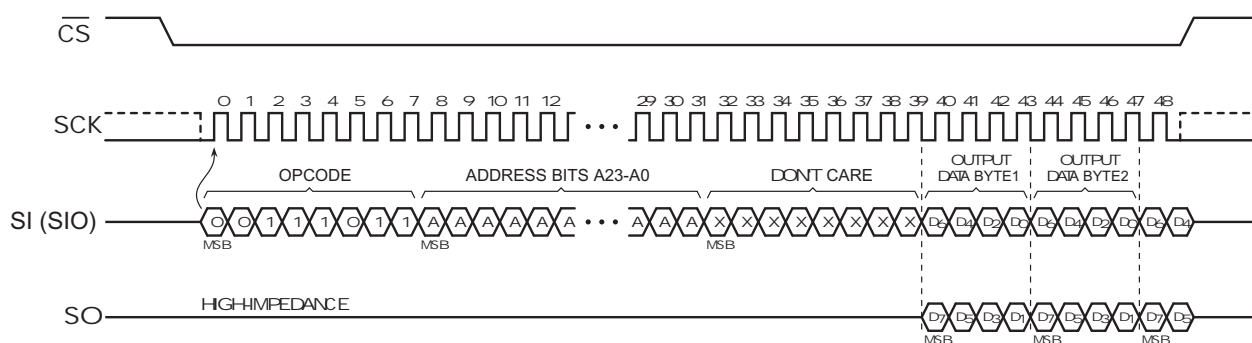 CS
SCK
0 1 2 3 4 5 6 7 8 9 10 11 12 29 30 31 32 33 34 35 36 37 38 39 40 41 42 43 44 45 46 47 48
OPCODE
ADDRESS BITS A23-A0
DON'T CARE
OUTPUT
DATA BYTE1
OUTPUT
DATA BYTE2
SI (SIO)
0 0 1 1 1 0 1 1 A A A A A A A A A X X X X X X X X D6 D4 D2 D0 D6 D4 D2 D0 D6 D4
MSB MSB MSB
HIGH-IMPEDANCE
SO
D7 D5 D3 D1 D7 D5 D3 D1 D7 D5
MSB MSB MSB